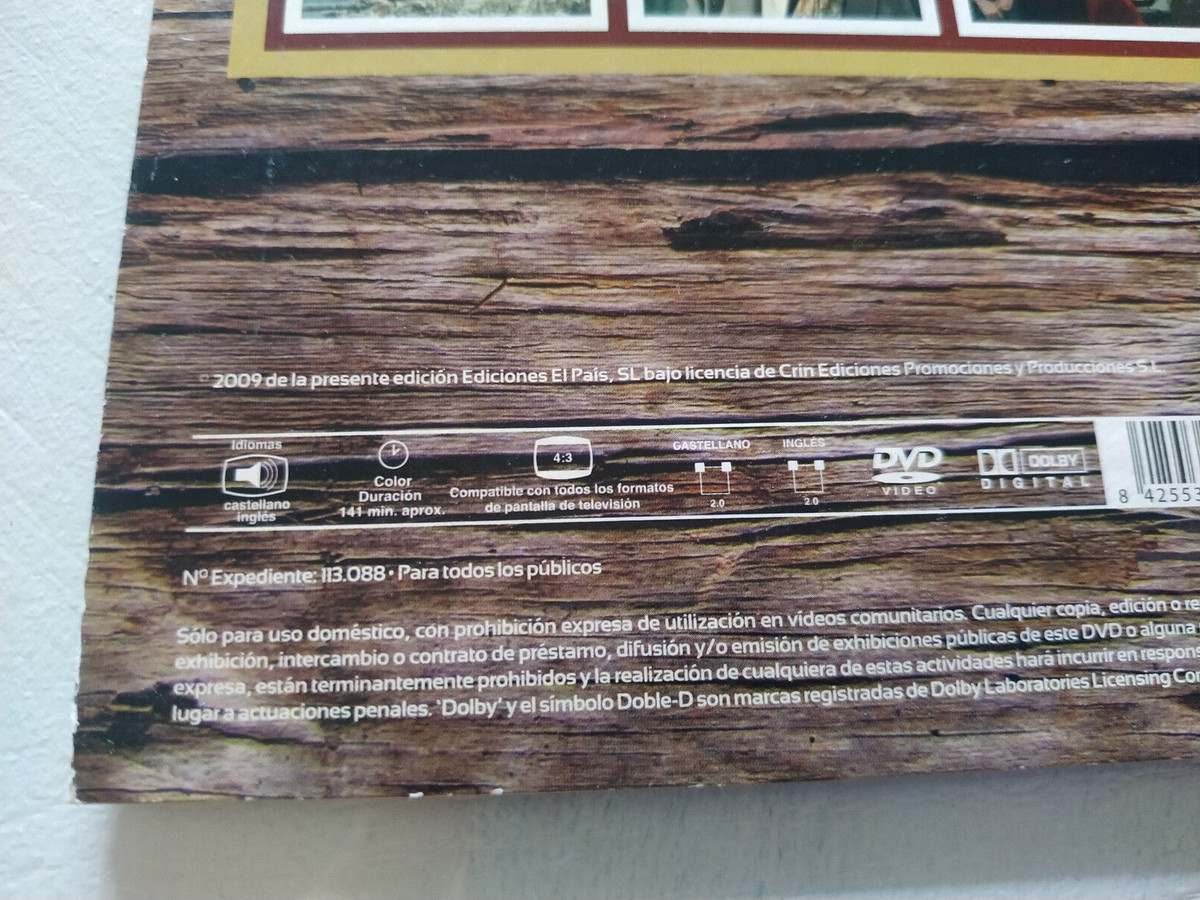 © 2009 de la presente edición Ediciones El País, SL bajo licencia de Crin Ediciones Promociones y Producciones S L.
Idiomas
castellano
inglés
Color
Duración
141 min. aprox.
4:3
Compatible con todos los formatos
de pantalla de televisión
CASTELLANO
2.0
INGLÉS
2.0
DVD
VIDEO
DOLBY
DIGITAL
8 42553
Nº Expediente: 113.088 · Para todos los públicos
Sólo para uso doméstico, con prohibición expresa de utilización en vídeos comunitarios. Cualquier copia, edición o re
exhibición, intercambio o contrato de préstamo, difusión y/o emisión de exhibiciones públicas de este DVD o alguna
expresa, están terminantemente prohibidos y la realización de cualquiera de estas actividades hará incurrir en respons
lugar a actuaciones penales. 'Dolby' y el símbolo Doble-D son marcas registradas de Dolby Laboratories Licensing Cor